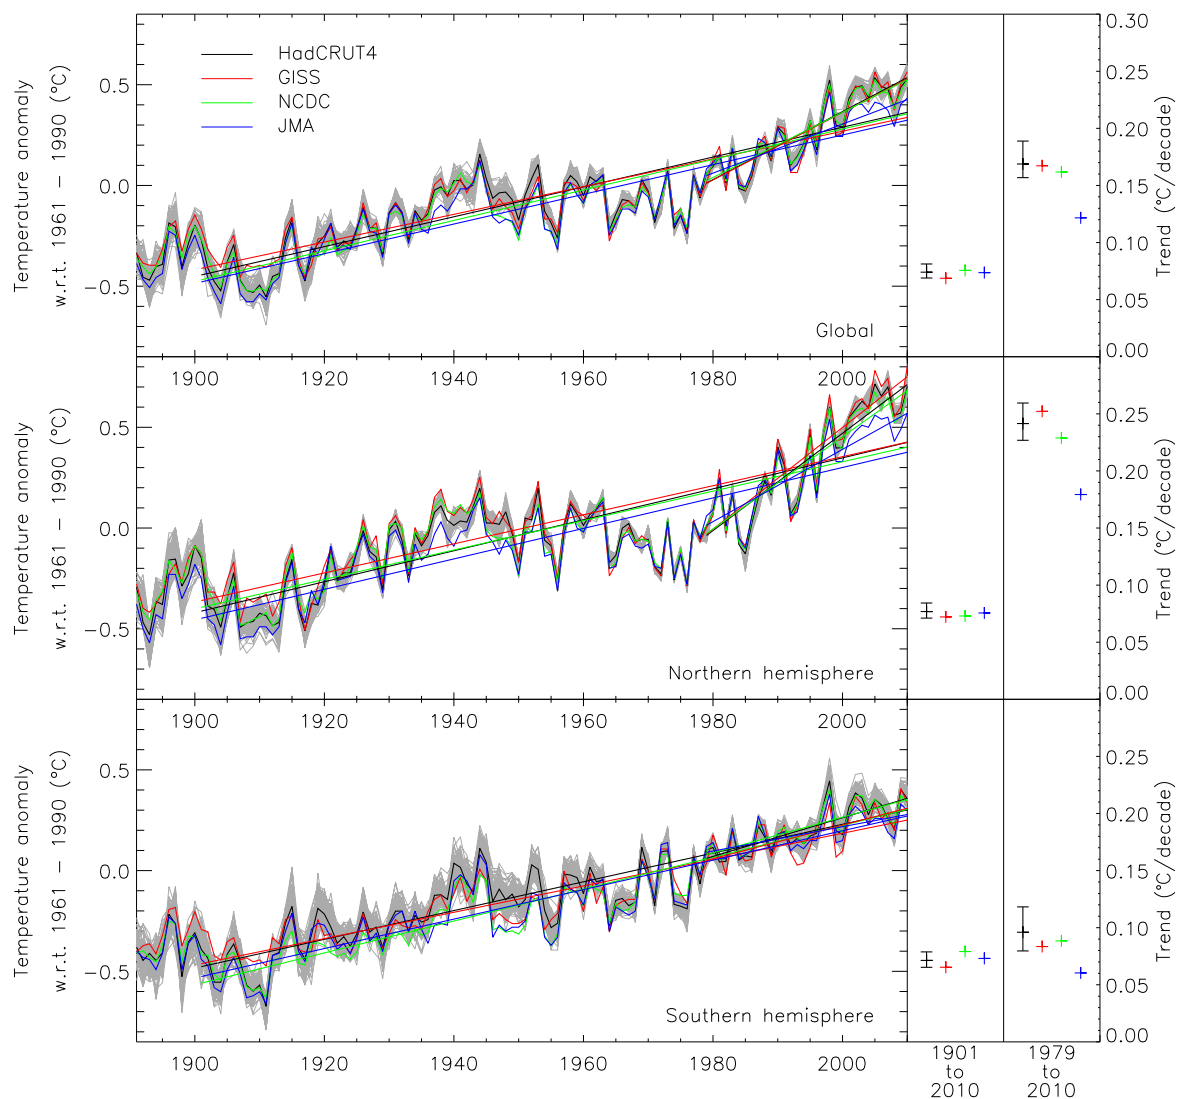 HadCRUT4
GISS
NCDC
JMA
Temperature anomaly
w.r.t. 1961 – 1990 (°C)
0.5
0.0
−0.5
Global
0.30
0.25
0.20
0.15
0.10
0.05
0.00
Trend (°C/decade)
1900 1920 1940 1960 1980 2000
Temperature anomaly
w.r.t. 1961 – 1990 (°C)
0.5
0.0
−0.5
Northern hemisphere
0.25
0.20
0.15
0.10
0.05
0.00
Trend (°C/decade)
1900 1920 1940 1960 1980 2000
Temperature anomaly
w.r.t. 1961 – 1990 (°C)
0.5
0.0
−0.5
Southern hemisphere
0.25
0.20
0.15
0.10
0.05
0.00
Trend (°C/decade)
1900 1920 1940 1960 1980 2000
1901
to
2010
1979
to
2010